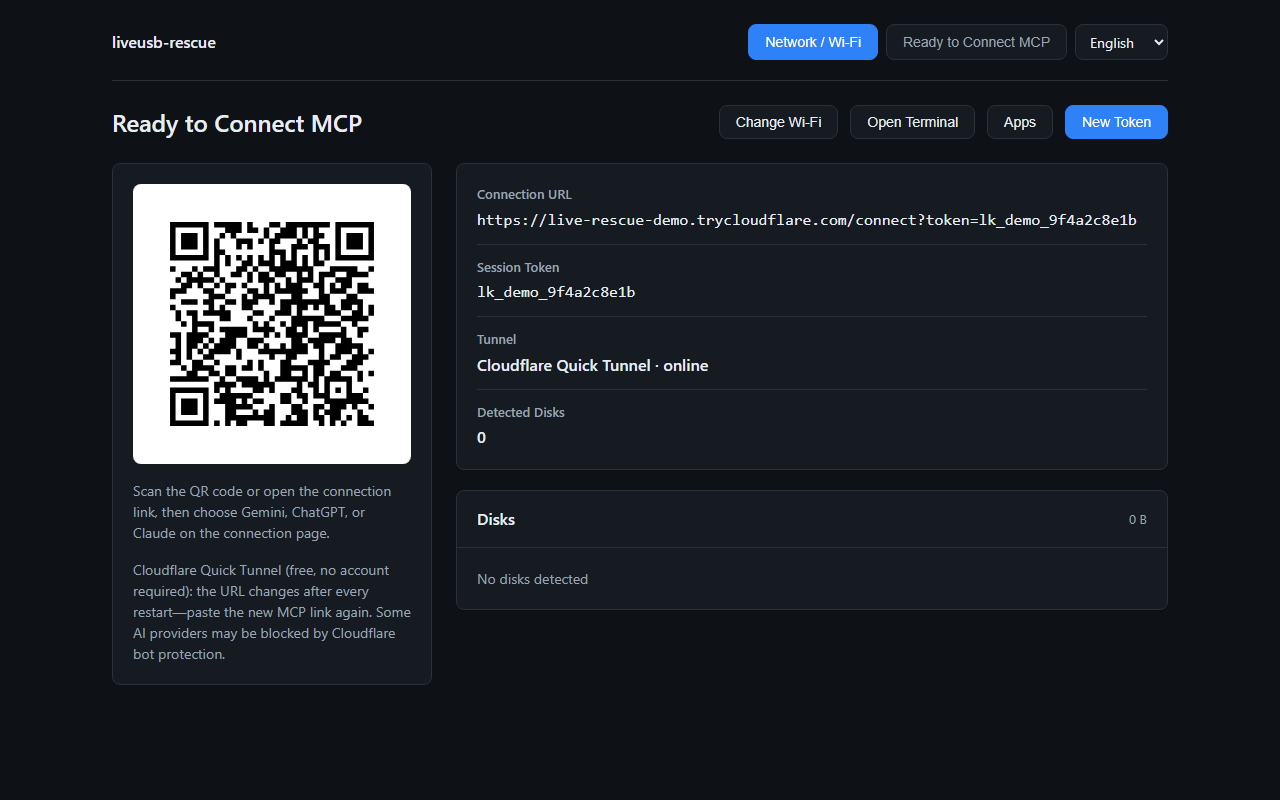 liveusb-rescue
Network / Wi-Fi
Ready to Connect MCP
English
Ready to Connect MCP
Change Wi-Fi
Open Terminal
Apps
New Token
Scan the QR code or open the connection
link, then choose Gemini, ChatGPT, or
Claude on the connection page.
Cloudflare Quick Tunnel (free, no account
required): the URL changes after every
restart—paste the new MCP link again. Some
AI providers may be blocked by Cloudflare
bot protection.
Connection URL
https://live-rescue-demo.trycloudflare.com/connect?token=lk_demo_9f4a2c8e1b
Session Token
lk_demo_9f4a2c8e1b
Tunnel
Cloudflare Quick Tunnel · online
Detected Disks
0
Disks
0 B
No disks detected